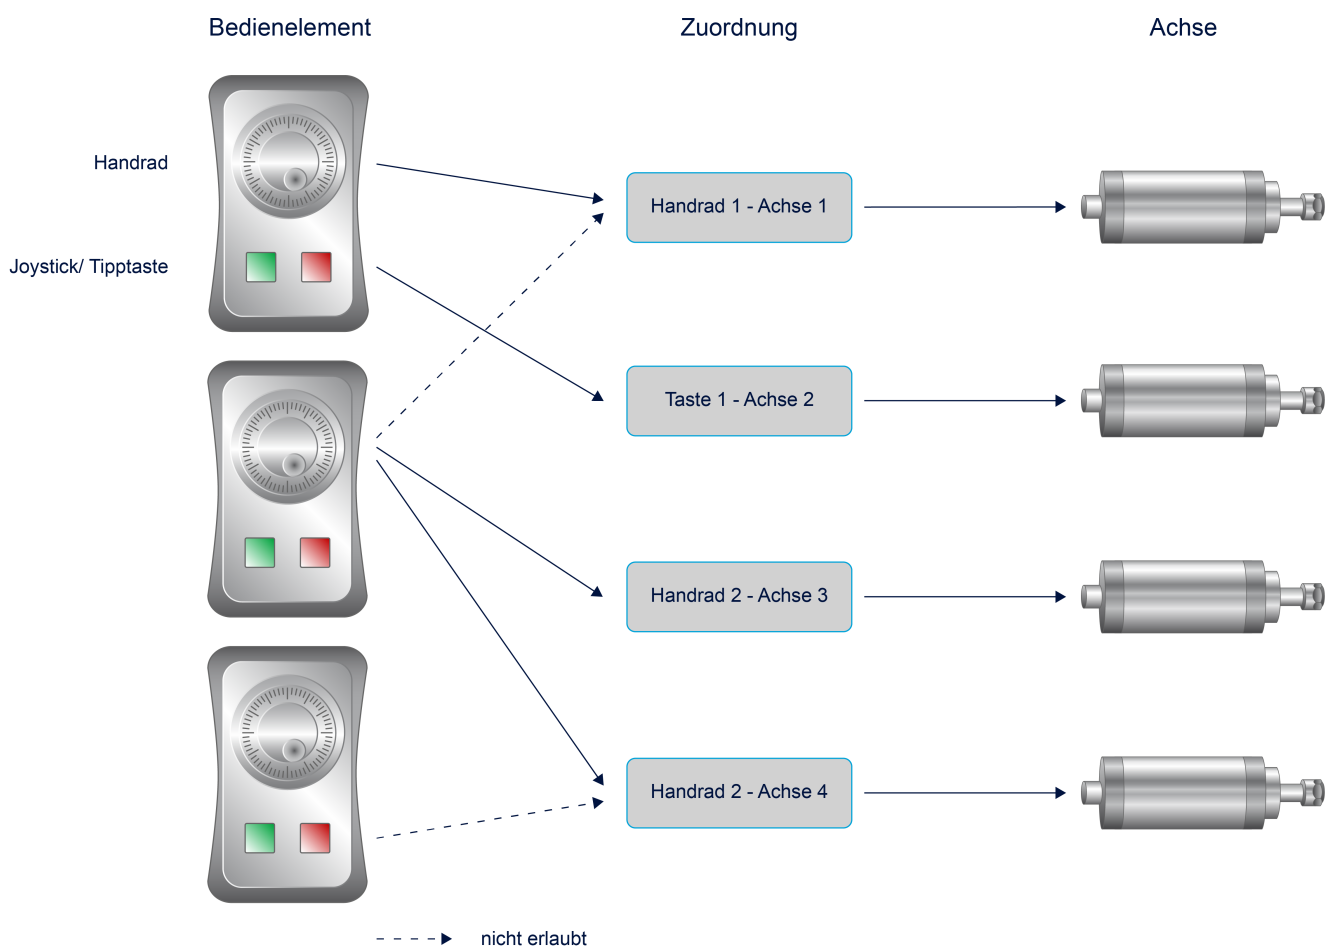 Bedienelement
Zuordnung
Achse
Handrad
Handrad 1 - Achse 1
Joystick/ Tipptaste
Taste 1 - Achse 2
Handrad 2 - Achse 3
Handrad 2 - Achse 4
nicht erlaubt